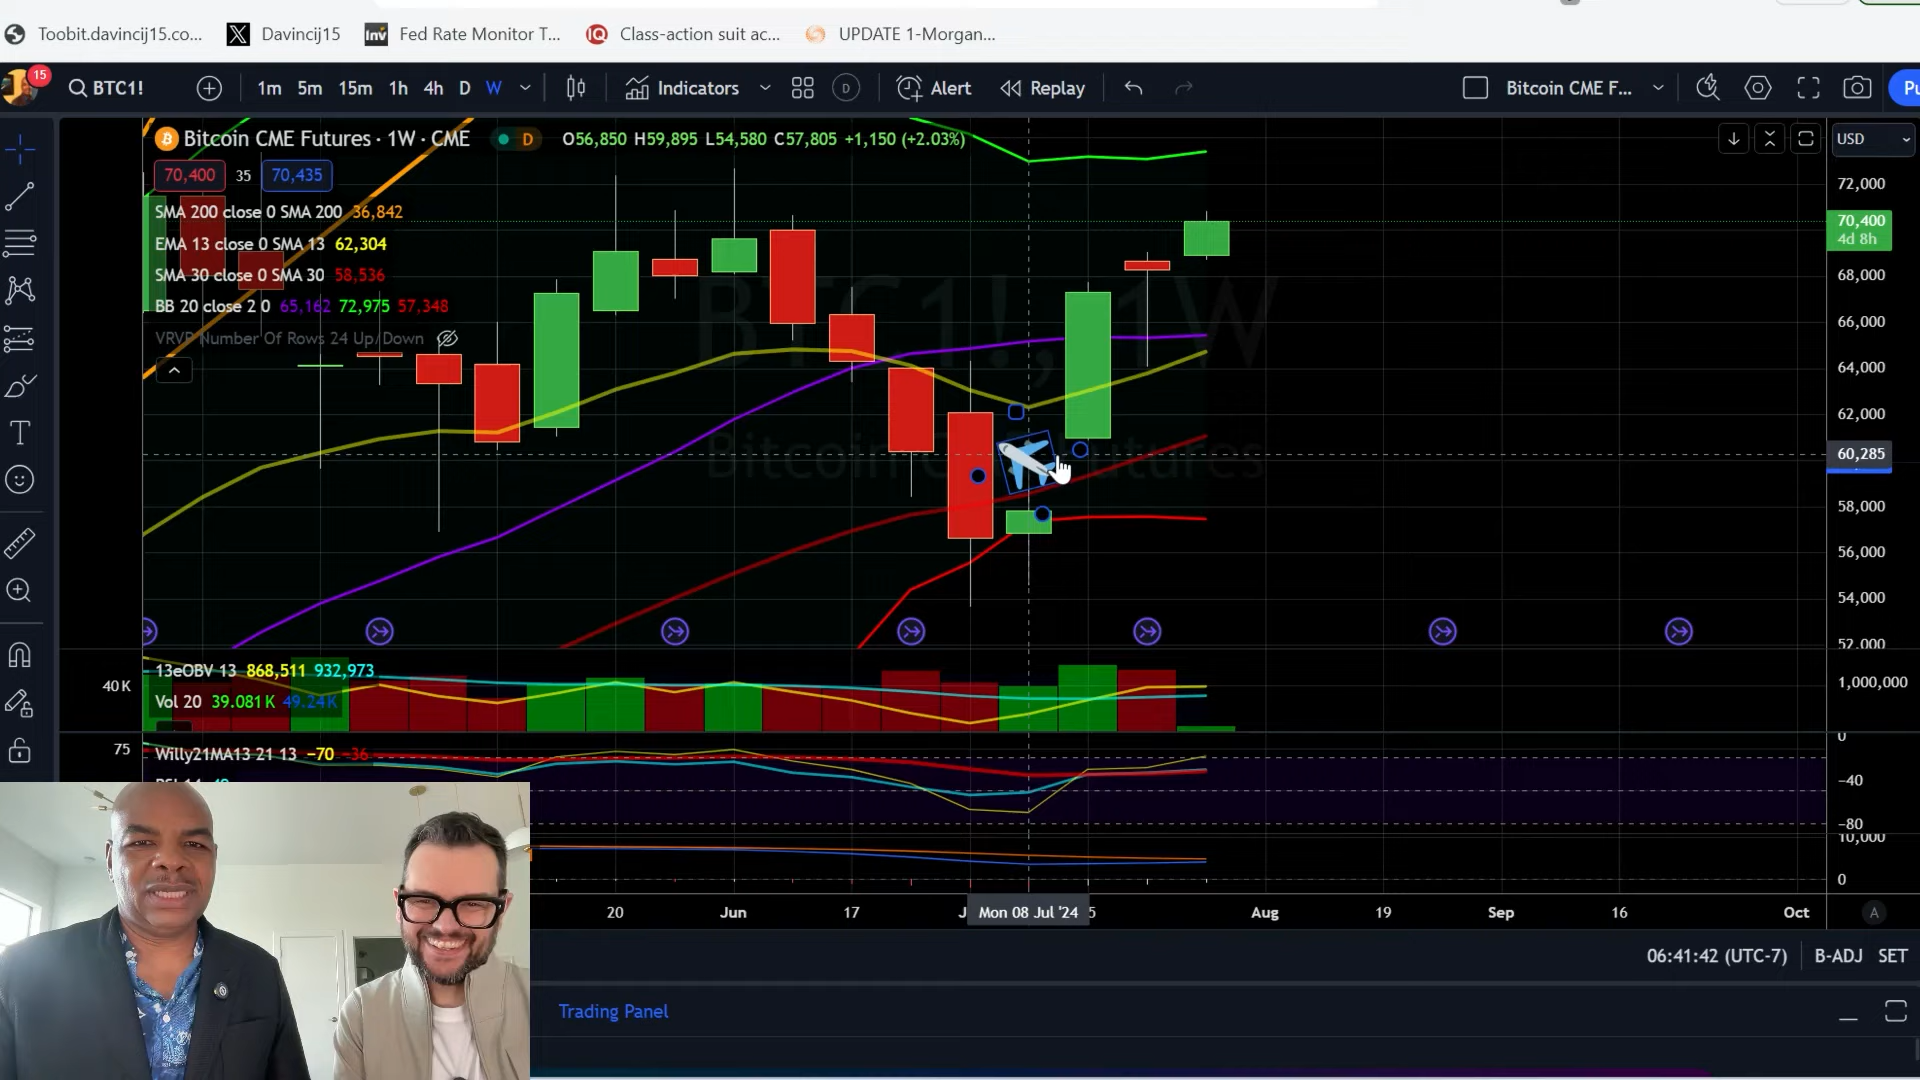 Toobit.davincij15.co... Davincij15 Fed Rate Monitor T... Class-action suit ac... UPDATE 1-Morgan...
15 BTC1! 1m 5m 15m 1h 4h D W Indicators D Alert Replay Bitcoin CME F... Pu
Bitcoin CME Futures · 1W · CME D O56,850 H59,895 L54,580 C57,805 +1,150 (+2.03%) USD
70,400 35 70,435
SMA 200 close 0 SMA 200 36,842
EMA 13 close 0 SMA 13 62,304
SMA 30 close 0 SMA 30 58,536
BB 20 close 2 0 65,162 72,975 57,348
VRVP Number Of Rows 24 Up/Down
BTC1!, 1W
Bitcoin CME Futures
72,000
70,400
4d 8h
68,000
66,000
64,000
62,000
60,285
58,000
56,000
54,000
52,000
13eOBV 13 868,511 932,973
40 K 1,000,000
Vol 20 39.081 K 49.24K
0
75 Willy21MA13 21 13 −70 −36
−40
−80
10,000
0
20 Jun 17 Mon 08 Jul '24 Aug 19 Sep 16 Oct A
06:41:42 (UTC-7) B-ADJ SET
Trading Panel